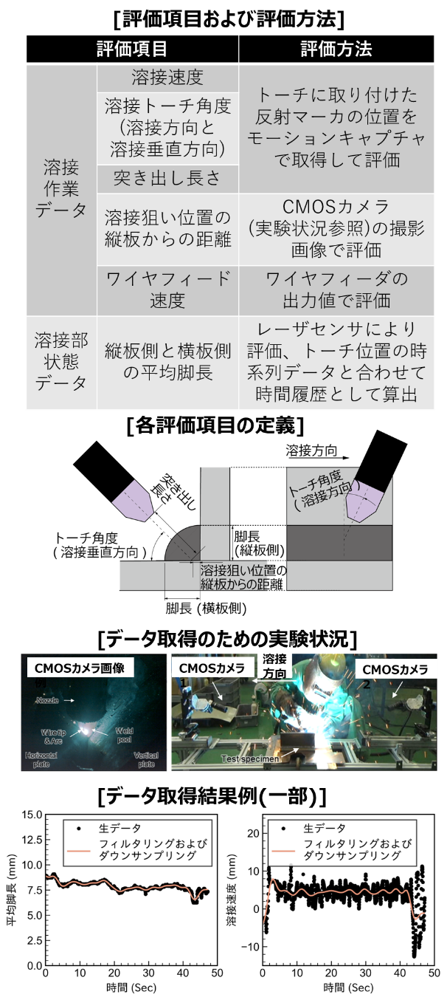 [評価項目および評価方法]
評価項目
評価方法
溶接
作業
データ
溶接速度
溶接トーチ角度
(溶接方向と
溶接垂直方向)
突き出し長さ
トーチに取り付けた
反射マーカの位置を
モーションキャプチャ
で取得して評価
溶接狙い位置の
縦板からの距離
CMOSカメラ
(実験状況参照)の撮影
画像で評価
ワイヤフィード
速度
ワイヤフィーダの
出力値で評価
溶接部
状態
データ
縦板側と横板側
の平均脚長
レーザセンサにより
評価、トーチ位置の時
系列データと合わせて
時間履歴として算出
[各評価項目の定義]
突き出し
長さ
トーチ角度
(溶接垂直方向)
脚長
(縦板側)
溶接狙い位置の
縦板からの距離
脚長 (横板側)
溶接方向
トーチ角度
(溶接方向)
[データ取得のための実験状況]
CMOSカメラ画像
例
Nozzle
Wire tip
& Arc
Weld
pool
Horizontal
plate
Vertical
plate
CMOSカメラ
1
溶接
方向
CMOSカメラ
2
Test specimen
[データ取得結果例(一部)]
平均脚長 (mm)
15.0
12.5
10.0
7.5
5.0
2.5
0.0
生データ
フィルタリングおよび
ダウンサンプリング
0 10 20 30 40 50
時間 (Sec)
溶接速度 (mm)
20
10
0
−10
生データ
フィルタリングおよび
ダウンサンプリング
0 10 20 30 40 50
時間 (Sec)